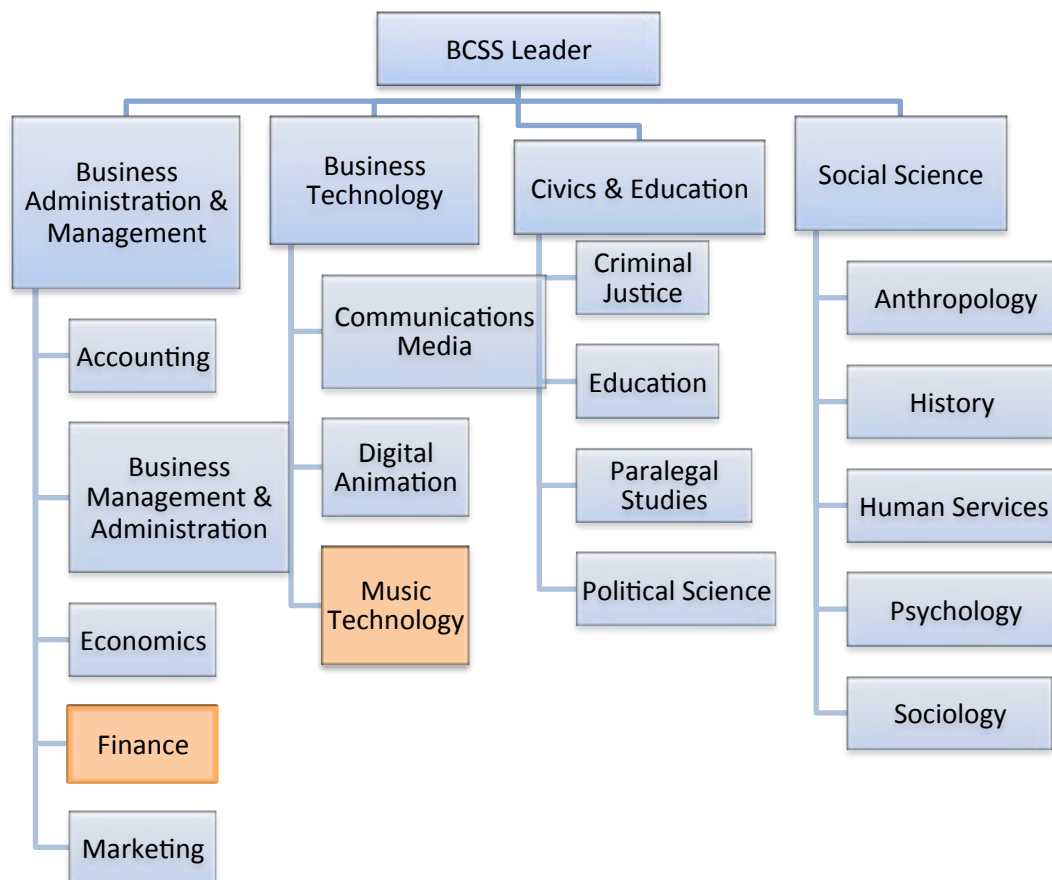 BCSS Leader
Business
Administration &
Management
Accounting
Business
Management &
Administration
Economics
Finance
Marketing
Business
Technology
Communications
Media
Digital
Animation
Music
Technology
Civics & Education
Criminal
Justice
Education
Paralegal
Studies
Political Science
Social Science
Anthropology
History
Human Services
Psychology
Sociology